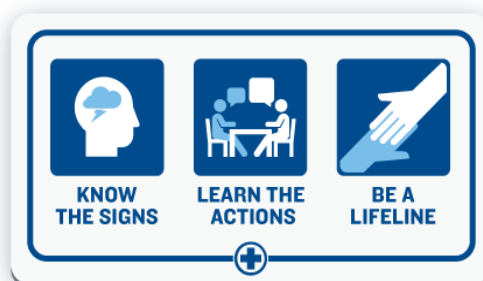 KNOW
THE SIGNS
LEARN THE
ACTIONS
BE A
LIFELINE